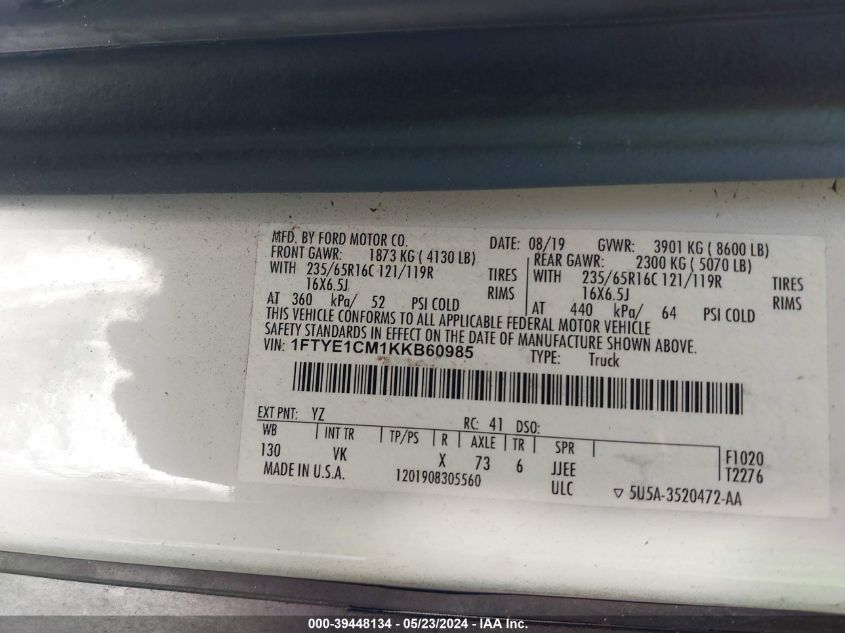 MFD. BY FORD MOTOR CO.
DATE: 08/19 GVWR: 3901 KG ( 8600 LB)
FRONT GAWR: 1873 KG ( 4130 LB)
REAR GAWR: 2300 KG ( 5070 LB)
WITH 235/65R16C 121/119R TIRES
WITH 235/65R16C 121/119R TIRES
16X6.5J RIMS
16X6.5J RIMS
AT 360 kPa/ 52 PSI COLD
AT 440 kPa/ 64 PSI COLD
THIS VEHICLE CONFORMS TO ALL APPLICABLE FEDERAL MOTOR VEHICLE
SAFETY STANDARDS IN EFFECT ON THE DATE OF MANUFACTURE SHOWN ABOVE.
VIN: 1FTYE1CM1KKB60985
TYPE: Truck
EXT PNT: YZ RC: 41 DSO:
WB INT TR TP/PS R AXLE TR SPR F1020
130 VK X 73 6 JJEE T2276
MADE IN U.S.A. 1201908305560 ULC ▽ 5U5A-3520472-AA
000-39448134 - 05/23/2024 - IAA Inc.